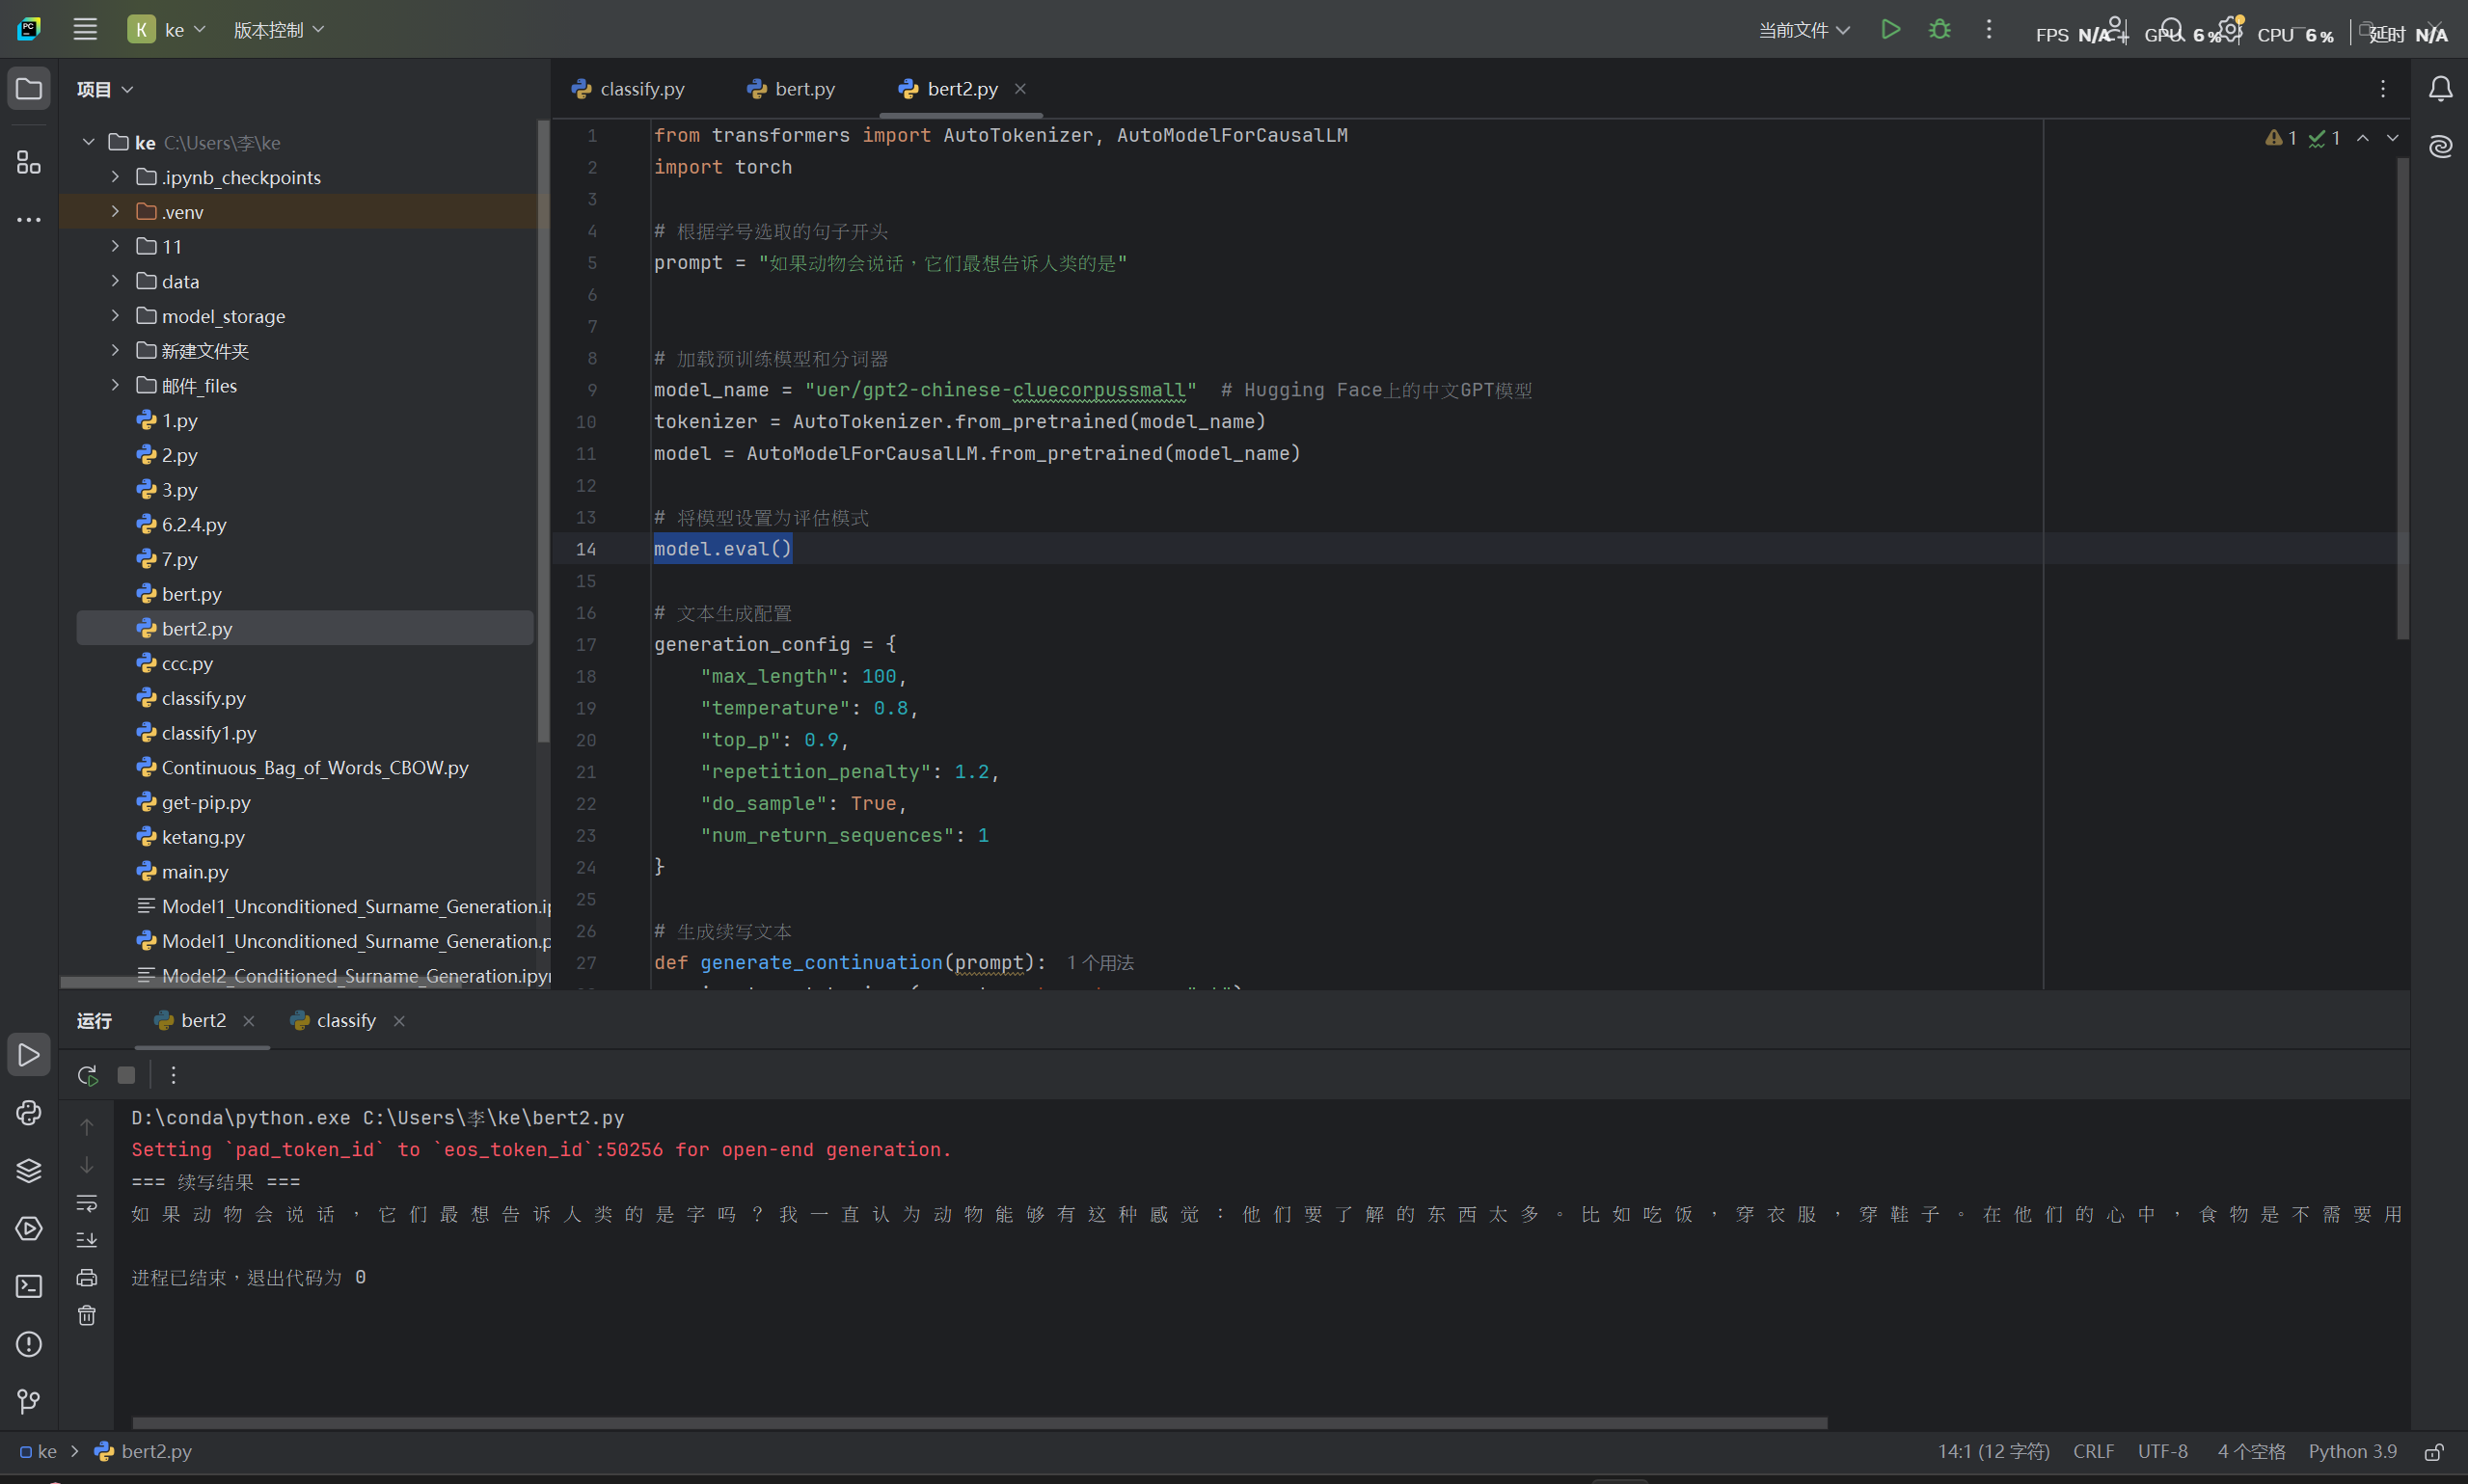 K ke 版本控制 当前文件 FPS N/A GPU 6% CPU 6% 延时 N/A
项目
ke C:\Users\李\ke
.ipynb_checkpoints
.venv
11
data
model_storage
新建文件夹
邮件_files
1.py
2.py
3.py
6.2.4.py
7.py
bert.py
bert2.py
ccc.py
classify.py
classify1.py
Continuous_Bag_of_Words_CBOW.py
get-pip.py
ketang.py
main.py
Model1_Unconditioned_Surname_Generation.ip
Model1_Unconditioned_Surname_Generation.p
Model2_Conditioned_Surname_Generation.ipyn
classify.py bert.py bert2.py
1 1
1 from transformers import AutoTokenizer, AutoModelForCausalLM
2 import torch
3
4 # 根据学号选取的句子开头
5 prompt = "如果动物会说话，它们最想告诉人类的是"
6
7
8 # 加载预训练模型和分词器
9 model_name = "uer/gpt2-chinese-cluecorpussmall"  # Hugging Face上的中文GPT模型
10 tokenizer = AutoTokenizer.from_pretrained(model_name)
11 model = AutoModelForCausalLM.from_pretrained(model_name)
12
13 # 将模型设置为评估模式
14 model.eval()
15
16 # 文本生成配置
17 generation_config = {
18     "max_length": 100,
19     "temperature": 0.8,
20     "top_p": 0.9,
21     "repetition_penalty": 1.2,
22     "do_sample": True,
23     "num_return_sequences": 1
24 }
25
26 # 生成续写文本
27 def generate_continuation(prompt): 1个用法
运行 bert2 classify
D:\conda\python.exe C:\Users\李\ke\bert2.py
Setting `pad_token_id` to `eos_token_id`:50256 for open-end generation.
=== 续写结果 ===
如 果 动 物 会 说 话 ， 它 们 最 想 告 诉 人 类 的 是 字 吗 ？ 我 一 直 认 为 动 物 能 够 有 这 种 感 觉 ： 他 们 要 了 解 的 东 西 太 多 。 比 如 吃 饭 ， 穿 衣 服 ， 穿 鞋 子 。 在 他 们 的 心 中 ， 食 物 是 不 需 要 用
进程已结束，退出代码为 0
ke bert2.py 14:1 (12 字符) CRLF UTF-8 4 个空格 Python 3.9